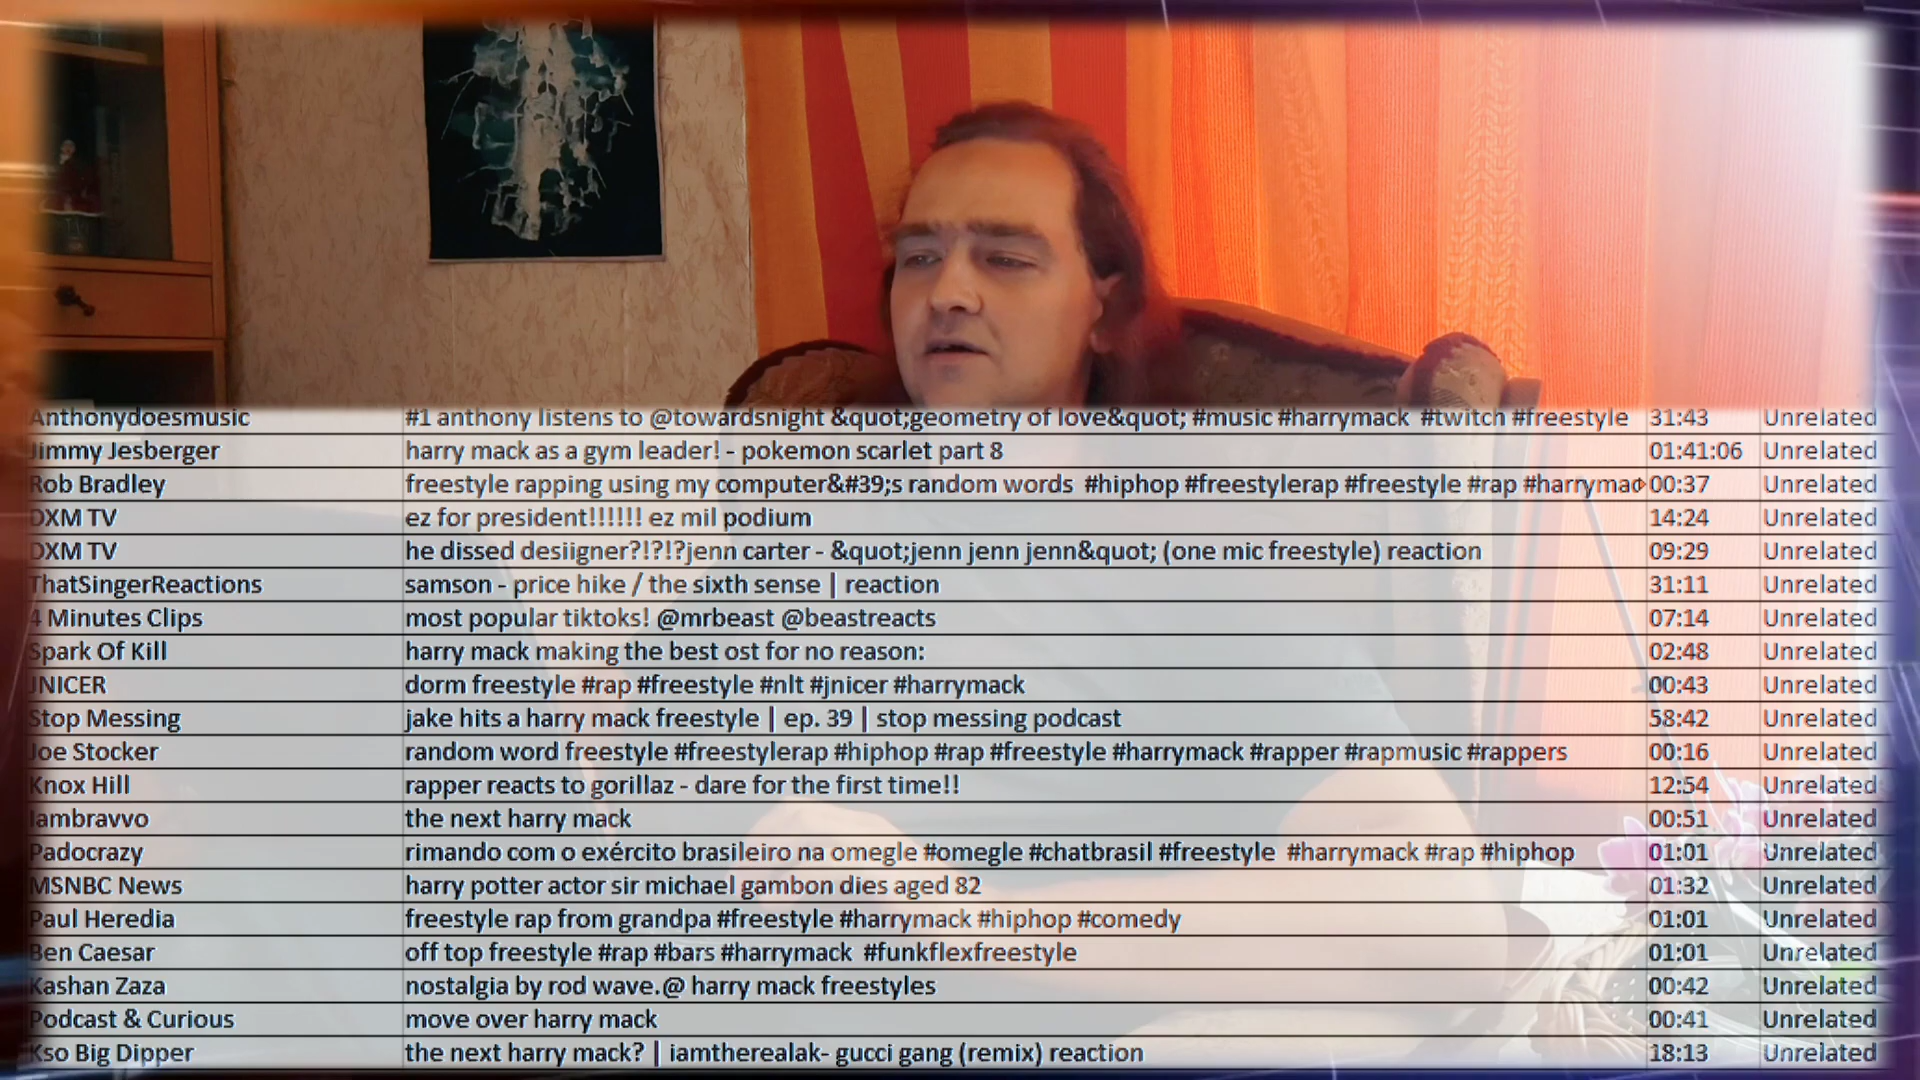 Anthonydoesmusic #1 anthony listens to @towardsnight &quot;geometry of love&quot; #music #harrymack  #twitch #freestyle 31:43 Unrelated
Jimmy Jesberger harry mack as a gym leader! - pokemon scarlet part 8 01:41:06 Unrelated
Rob Bradley freestyle rapping using my computer&#39;s random words  #hiphop #freestylerap #freestyle #rap #harrymac 00:37 Unrelated
DXM TV ez for president!!!!!! ez mil podium 14:24 Unrelated
DXM TV he dissed desiigner?!?!?jenn carter - &quot;jenn jenn jenn&quot; (one mic freestyle) reaction 09:29 Unrelated
ThatSingerReactions samson - price hike / the sixth sense | reaction 31:11 Unrelated
4 Minutes Clips most popular tiktoks! @mrbeast @beastreacts 07:14 Unrelated
Spark Of Kill harry mack making the best ost for no reason: 02:48 Unrelated
JNICER dorm freestyle #rap #freestyle #nlt #jnicer #harrymack 00:43 Unrelated
Stop Messing jake hits a harry mack freestyle | ep. 39 | stop messing podcast 58:42 Unrelated
Joe Stocker random word freestyle #freestylerap #hiphop #rap #freestyle #harrymack #rapper #rapmusic #rappers 00:16 Unrelated
Knox Hill rapper reacts to gorillaz - dare for the first time!! 12:54 Unrelated
Iambravvo the next harry mack 00:51 Unrelated
Padocrazy rimando com o exército brasileiro na omegle #omegle #chatbrasil #freestyle  #harrymack #rap #hiphop 01:01 Unrelated
MSNBC News harry potter actor sir michael gambon dies aged 82 01:32 Unrelated
Paul Heredia freestyle rap from grandpa #freestyle #harrymack #hiphop #comedy 01:01 Unrelated
Ben Caesar off top freestyle #rap #bars #harrymack  #funkflexfreestyle 01:01 Unrelated
Kashan Zaza nostalgia by rod wave.@ harry mack freestyles 00:42 Unrelated
Podcast & Curious move over harry mack 00:41 Unrelated
Kso Big Dipper the next harry mack? | iamtherealak- gucci gang (remix) reaction 18:13 Unrelated